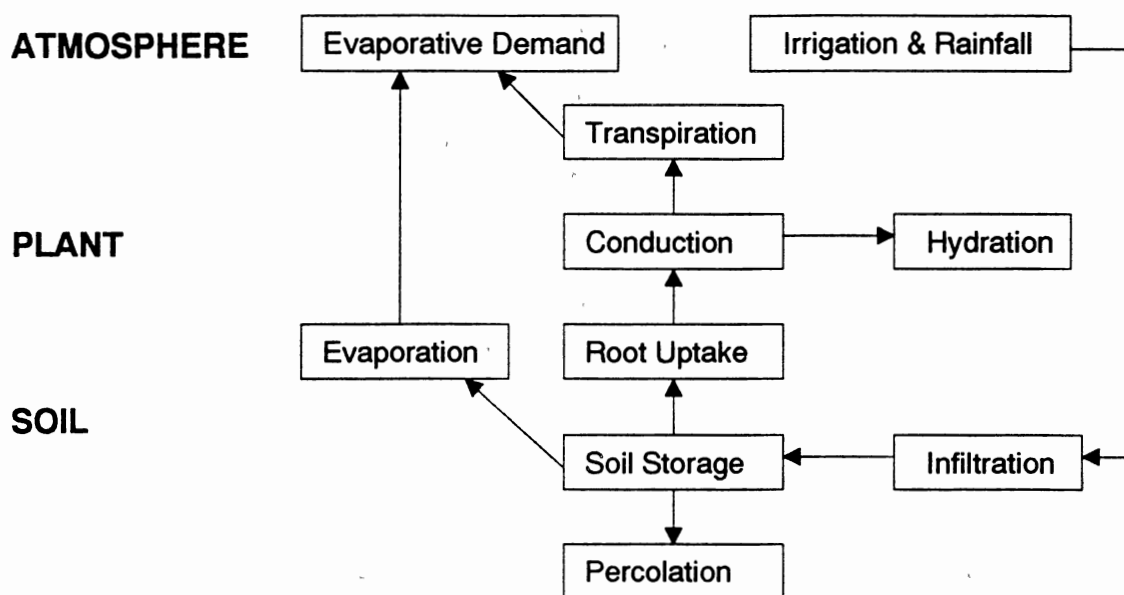 ATMOSPHERE
Evaporative Demand
Irrigation & Rainfall
Transpiration
PLANT
Conduction
Hydration
Evaporation
Root Uptake
SOIL
Soil Storage
Infiltration
Percolation